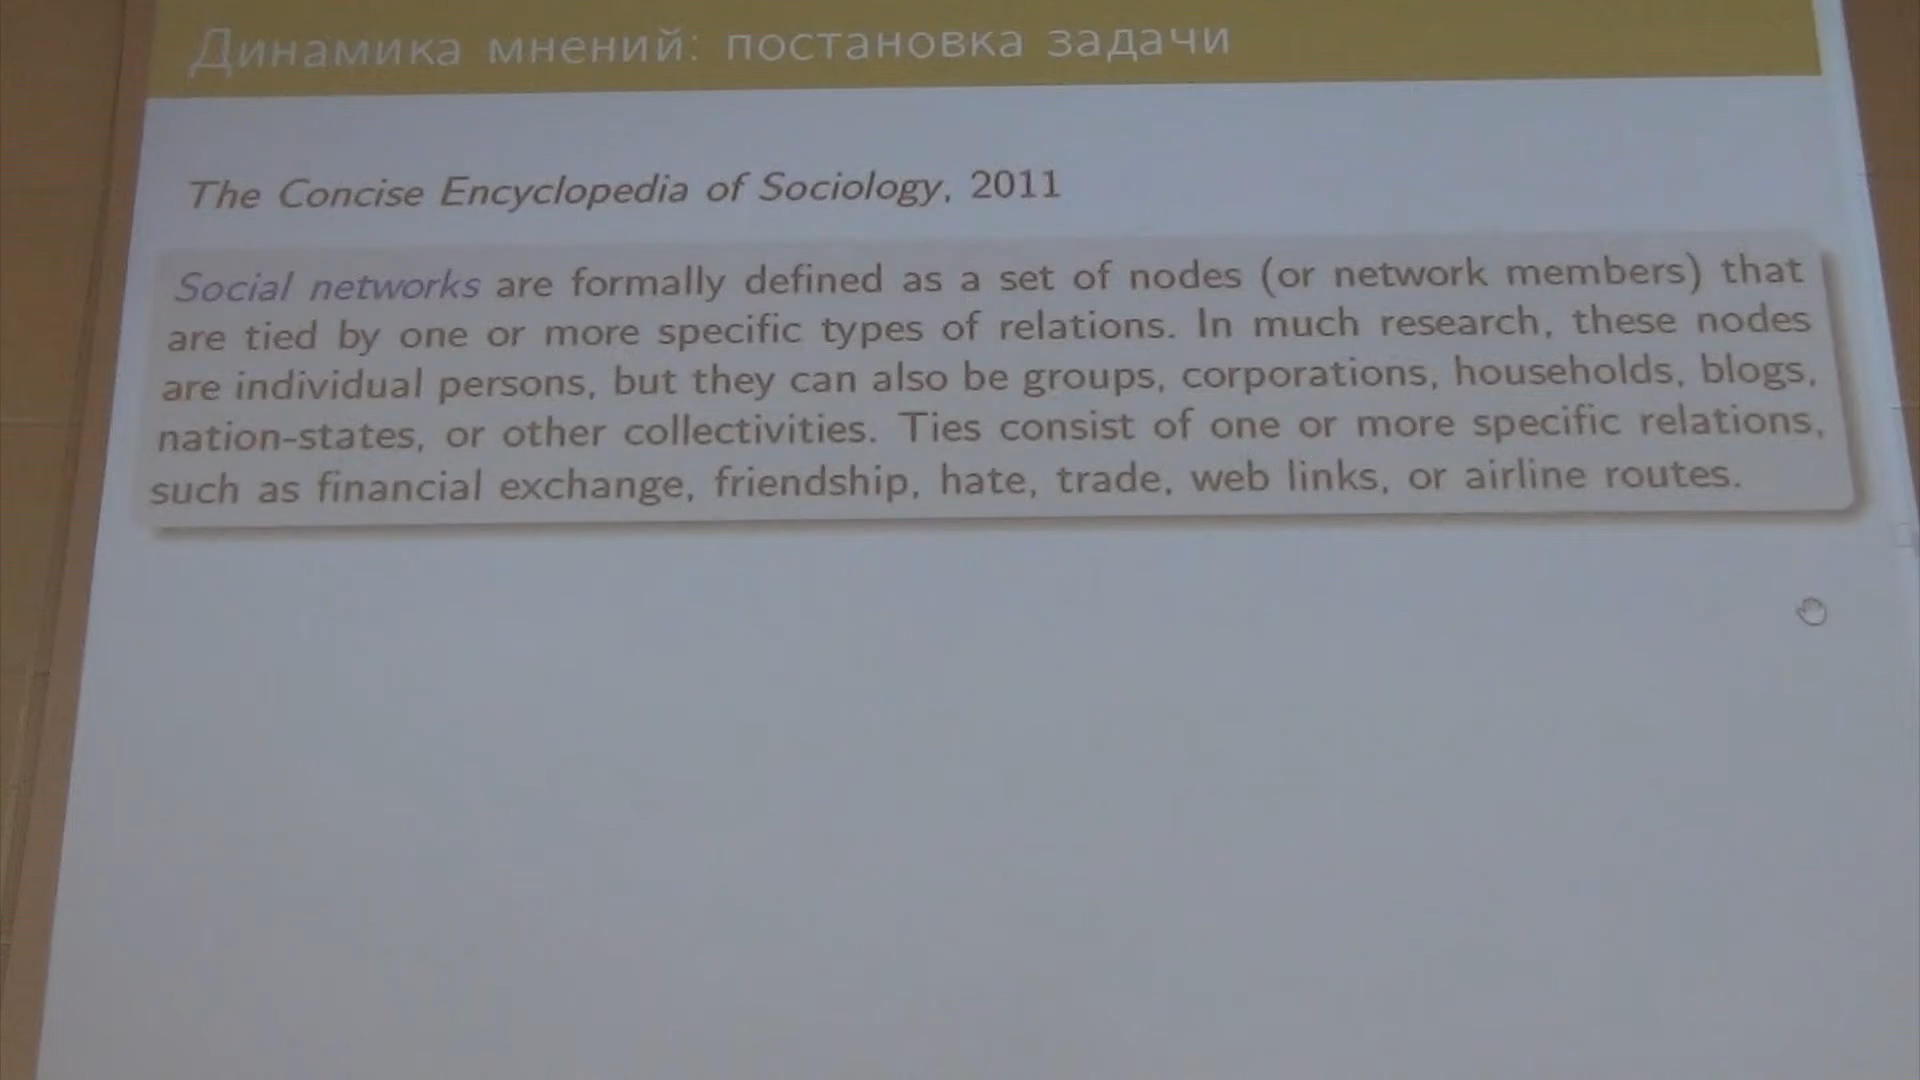 Динамика мнений: постановка задачи
The Concise Encyclopedia of Sociology, 2011
Social networks are formally defined as a set of nodes (or network members) that
are tied by one or more specific types of relations. In much research, these nodes
are individual persons, but they can also be groups, corporations, households, blogs,
nation-states, or other collectivities. Ties consist of one or more specific relations,
such as financial exchange, friendship, hate, trade, web links, or airline routes.